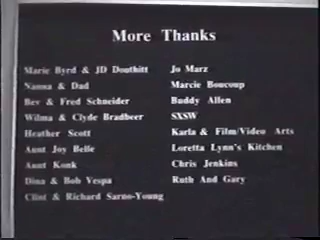 More Thanks
Marie Byrd & JD Douthitt
Nanna & Dad
Bev & Fred Schneider
Wilma & Clyde Bradbeer
Heather Scott
Aunt Joy Belle
Aunt Konk
Dina & Bob Vespa
Clint & Richard Sarno-Young
Jo Marz
Marcie Boucoup
Buddy Allen
SXSW
Karla & Film/Video Arts
Loretta Lynn's Kitchen
Chris Jenkins
Ruth And Gary